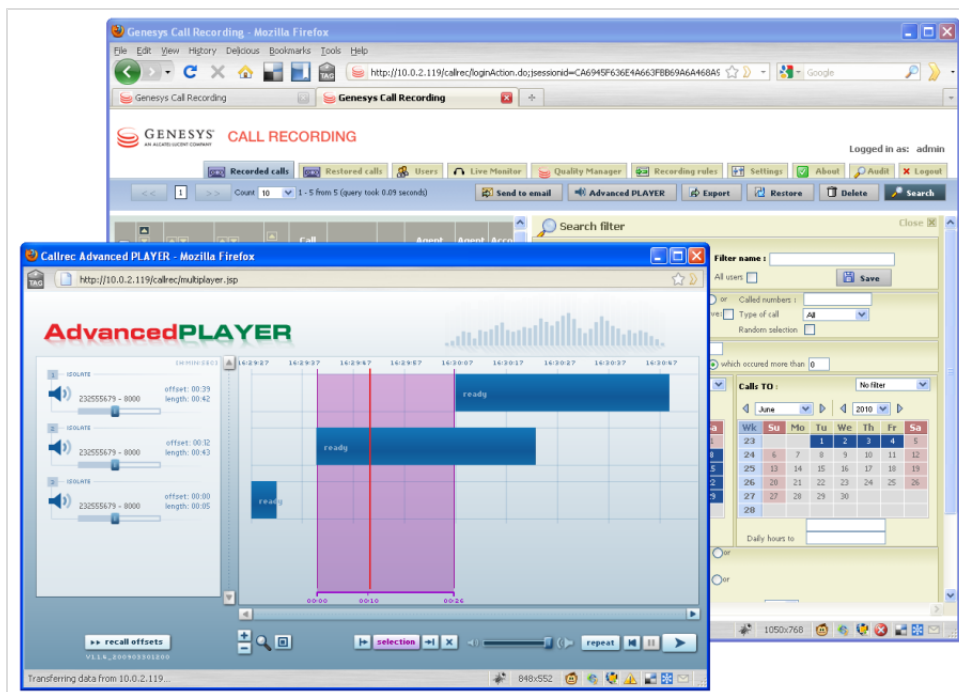 Genesys Call Recording - Mozilla Firefox
File Edit View History Delicious Bookmarks Tools Help
TAG http://10.0.2.119/callrec/loginAction.do;jsessionid=CA6945F636E4A663FBB69A6A468A5 Google
Genesys Call Recording Genesys Call Recording
GENESYS CALL RECORDING
AN ALCATEL-LUCENT COMPANY
Logged in as: admin
Recorded calls Restored calls Users Live Monitor Quality Manager Recording rules Settings About Audit Logout
<< 1 >> Count 10 1 - 5 from 5 (query took 0.09 seconds) Send to email Advanced PLAYER Export Restore Delete Search
Call Agent Agent Search filter Close
Callrec Advanced PLAYER - Mozilla Firefox
TAG http://10.0.2.119/callrec/multiplayer.jsp
AdvancedPLAYER
16:29:27 16:29:37 16:29:47 16:29:57 16:30:07 16:30:17 16:30:27 16:30:37 16:30:47
1 ISOLATE
232555679 - 8000
offset: 00:39
length: 00:42
ready
2 ISOLATE
232555679 - 8000
offset: 00:12
length: 00:43
ready
3 ISOLATE
232555679 - 8000
offset: 00:00
length: 00:05
ready
00:00 00:10 00:26
recall offsets
selection
repeat
Transferring data from 10.0.2.119...
848x552
Filter name :
All users Save
or Called numbers :
Type of call All
Random selection
which occured more than 0
Calls TO : No filter
June 2010
Wk Su Mo Tu We Th Fr Sa
23 1 2 3 4 5
24 6 7 8 9 10 11 12
25 13 14 15 16 17 18 19
26 20 21 22 23 24 25 26
27 27 28 29 30
28
Daily hours to
or
or
1050x768